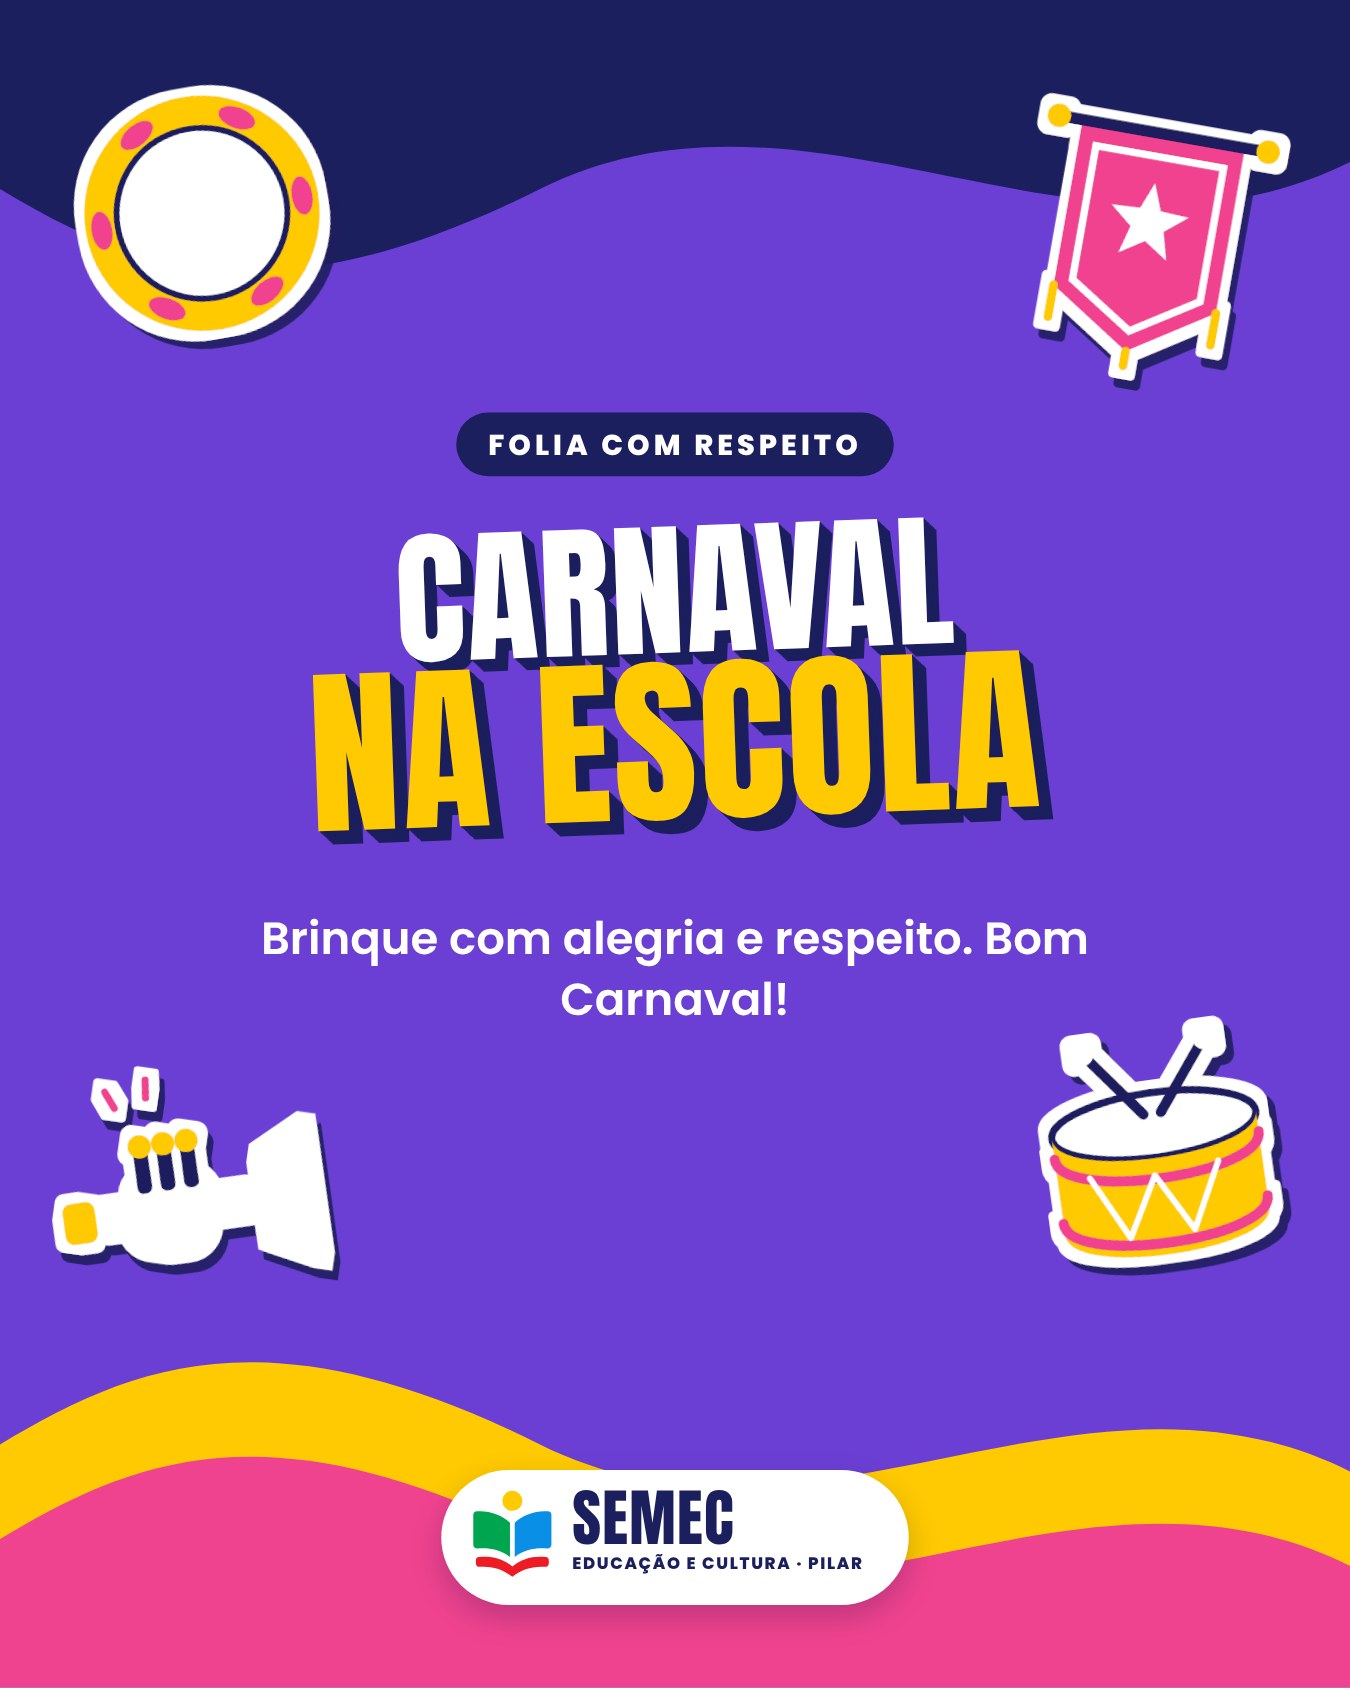 FOLIA COM RESPEITO
CARNAVAL
NA ESCOLA
Brinque com alegria e respeito. Bom
Carnaval!
SEMEC
EDUCAÇÃO E CULTURA · PILAR